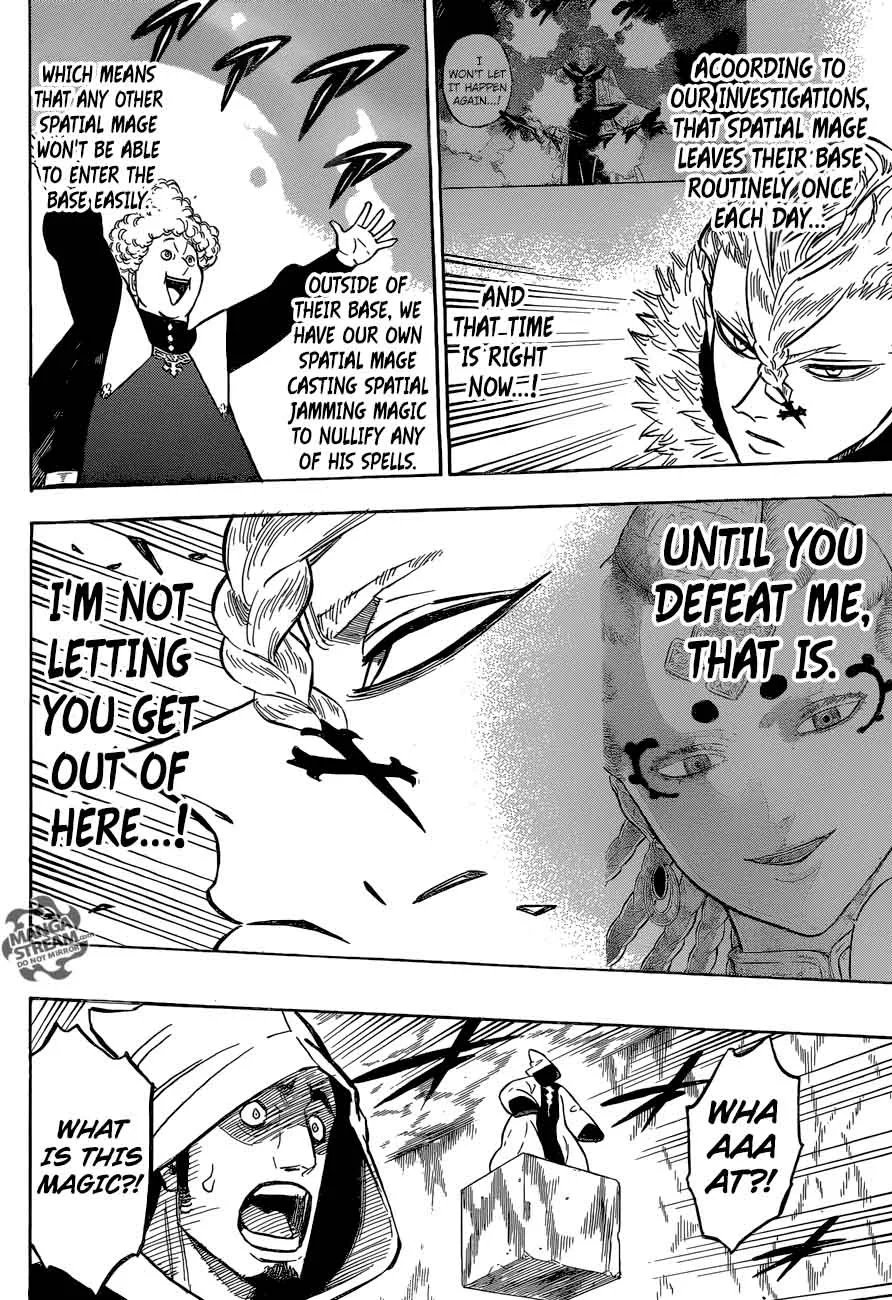 ACOORDING TO
OUR INVESTIGATIONS,
THAT SPATIAL MAGE
LEAVES THEIR BASE
ROUTINELY ONCE
EACH DAY...
I
WON'T LET
IT HAPPEN
AGAIN...!
AND
THAT TIME
IS RIGHT
NOW...!
WHICH MEANS
THAT ANY OTHER
SPATIAL MAGE
WON'T BE ABLE
TO ENTER THE
BASE EASILY.
OUTSIDE OF
THEIR BASE, WE
HAVE OUR OWN
SPATIAL MAGE
CASTING SPATIAL
JAMMING MAGIC
TO NULLIFY ANY
OF HIS SPELLS.
UNTIL YOU
DEFEAT ME,
THAT IS.
I'M NOT
LETTING
YOU GET
OUT OF
HERE...!
MANGA
STREAM.com
DO NOT MIRROR
WHA
AAA
AT?!
WHAT
IS THIS
MAGIC?!